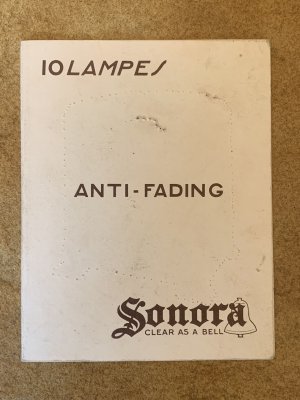 10 LAMPES
ANTI-FADING
Sonora
CLEAR AS A BELL